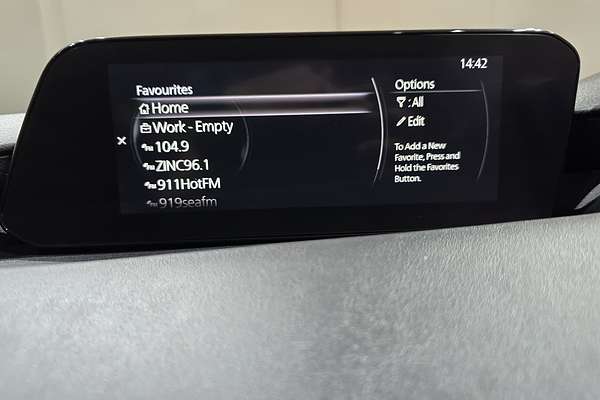 14:42
Favourites
Home
Work - Empty
104.9
ZINC96.1
911HotFM
919seafm
Options
: All
Edit
To Add a New
Favorite, Press and
Hold the Favorites
Button.